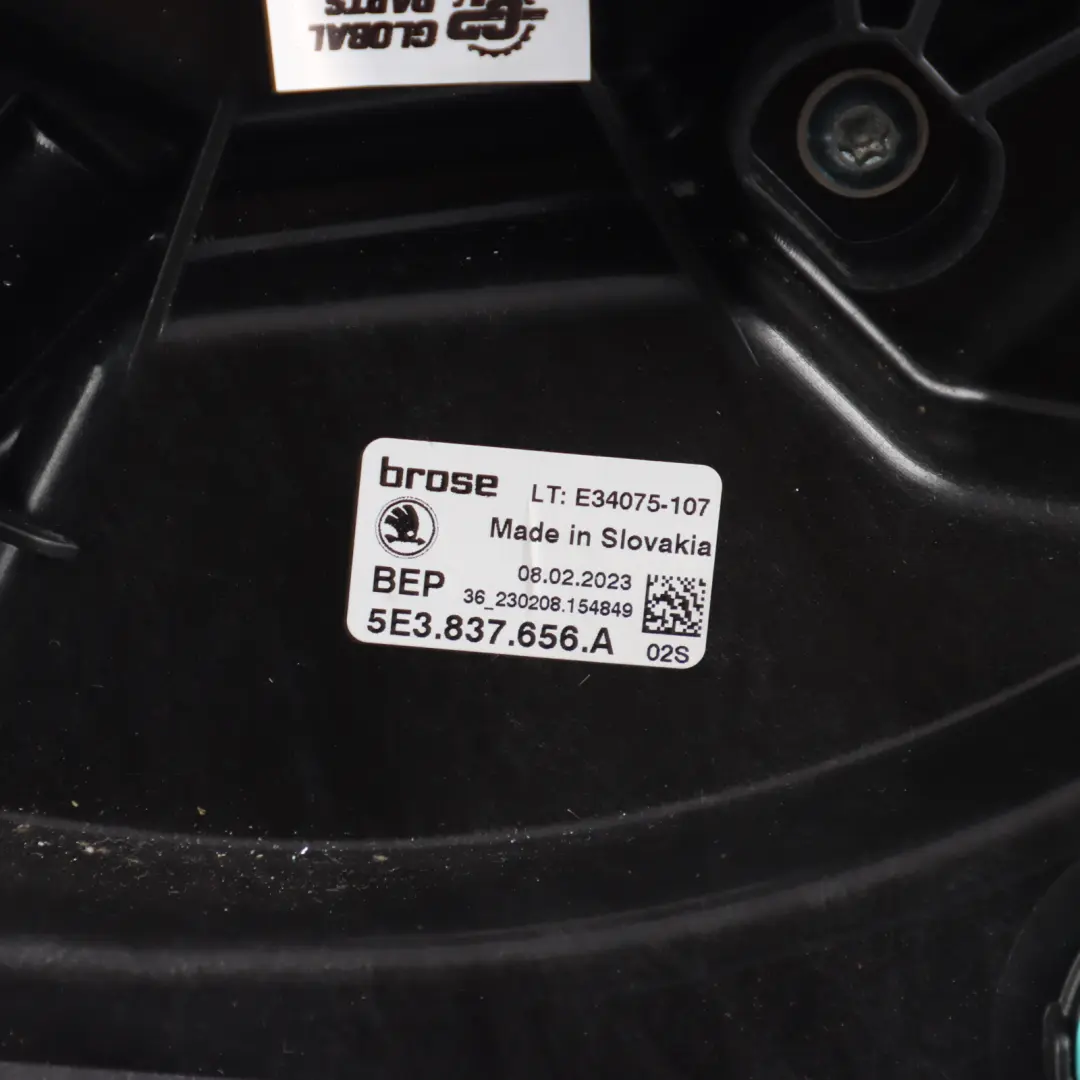 PARTS
GLOBAL GP
brose
LT: E34075-107
Made in Slovakia
08.02.2023
BEP
36_230208.154849
5E3.837.656.A
02S